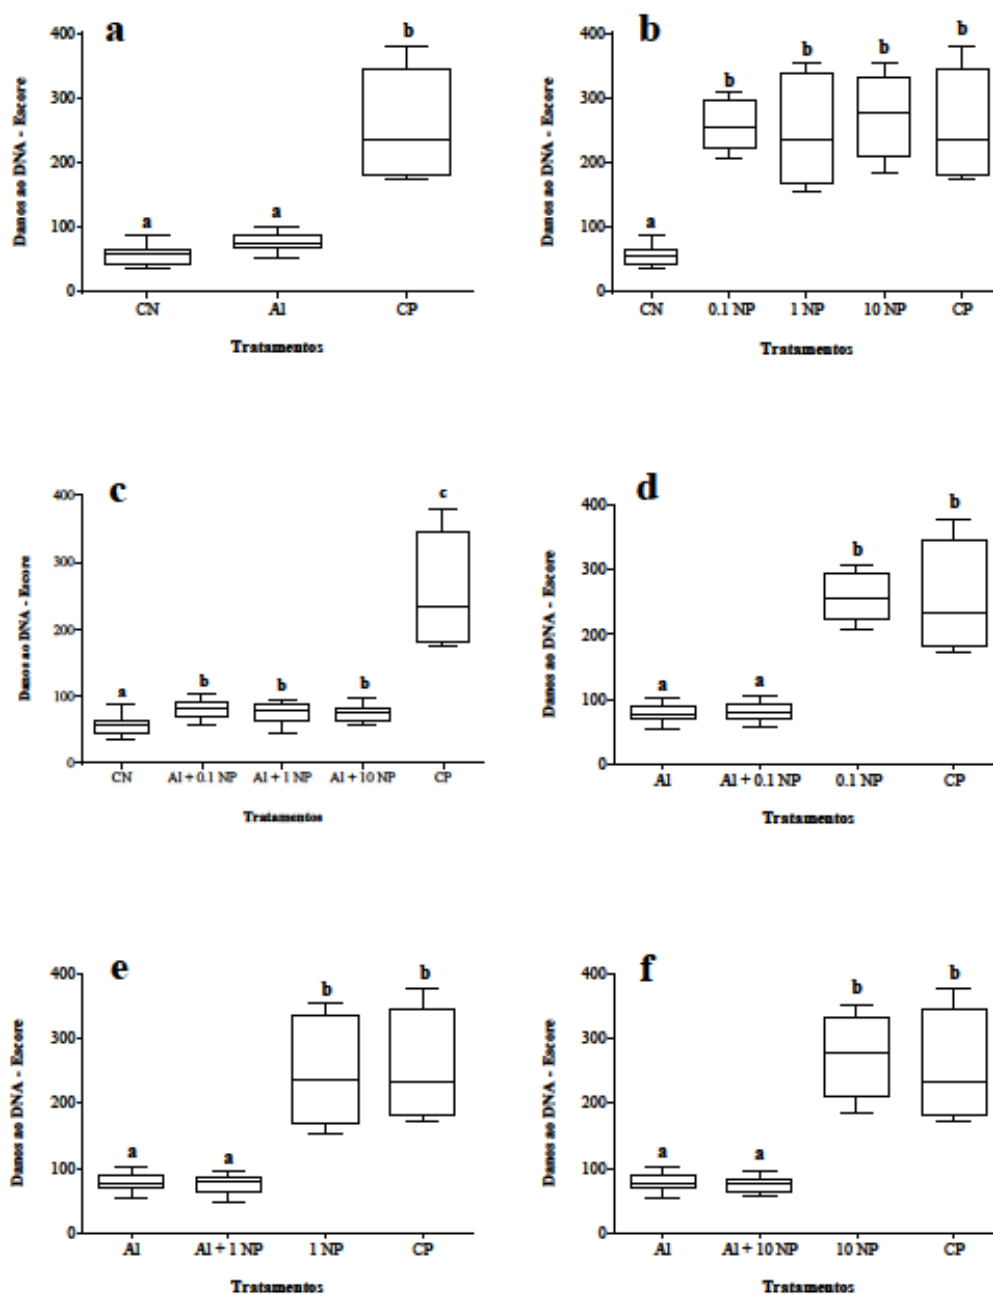 a
Danos ao DNA - Escore
400
300
200
100
0
a
a
b
CN
Al
CP
Tratamentos
b
Danos ao DNA - Escore
400
300
200
100
0
a
b
b
b
b
CN
0.1 NP
1 NP
10 NP
CP
Tratamentos
c
Danos ao DNA - Escore
400
300
200
100
0
a
b
b
b
c
CN
Al + 0.1 NP
Al + 1 NP
Al + 10 NP
CP
Tratamentos
d
Danos ao DNA - Escore
400
300
200
100
0
a
a
b
b
Al
Al + 0.1 NP
0.1 NP
CP
Tratamentos
e
Danos ao DNA - Escore
400
300
200
100
0
a
a
b
b
Al
Al + 1 NP
1 NP
CP
Tratamentos
f
Danos ao DNA - Escore
400
300
200
100
0
a
a
b
b
Al
Al + 10 NP
10 NP
CP
Tratamentos